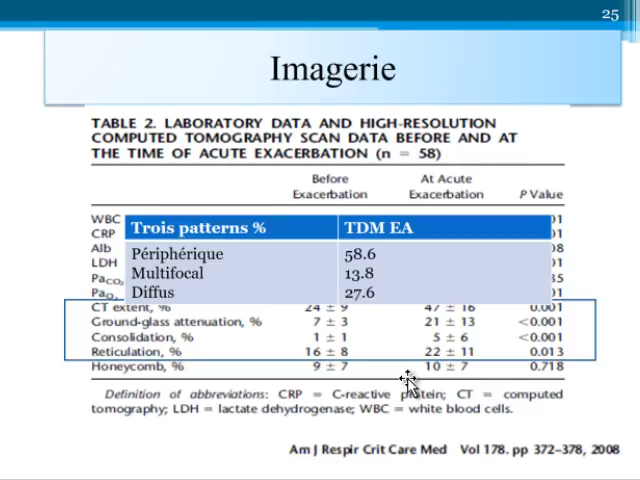 25
Imagerie
TABLE 2. LABORATORY DATA AND HIGH-RESOLUTION
COMPUTED TOMOGRAPHY SCAN DATA BEFORE AND AT
THE TIME OF ACUTE EXACERBATION (n = 58)
Before Exacerbation At Acute Exacerbation P Value
WBC
CRP
Alb
LDH
PaCO2
PaO
Trois patterns % TDM EA
Périphérique 58.6
Multifocal 13.8
Diffus 27.6
CT extent, % 24 ± 9 47 ± 16 0.001
Ground-glass attenuation, % 7 ± 3 21 ± 13 <0.001
Consolidation, % 1 ± 1 5 ± 6 <0.001
Reticulation, % 16 ± 8 22 ± 11 0.013
Honeycomb, % 9 ± 7 10 ± 7 0.718
Definition of abbreviations: CRP = C-reactive protein; CT = computed
tomography; LDH = lactate dehydrogenase; WBC = white blood cells.
Am J Respir Crit Care Med Vol 178. pp 372–378, 2008